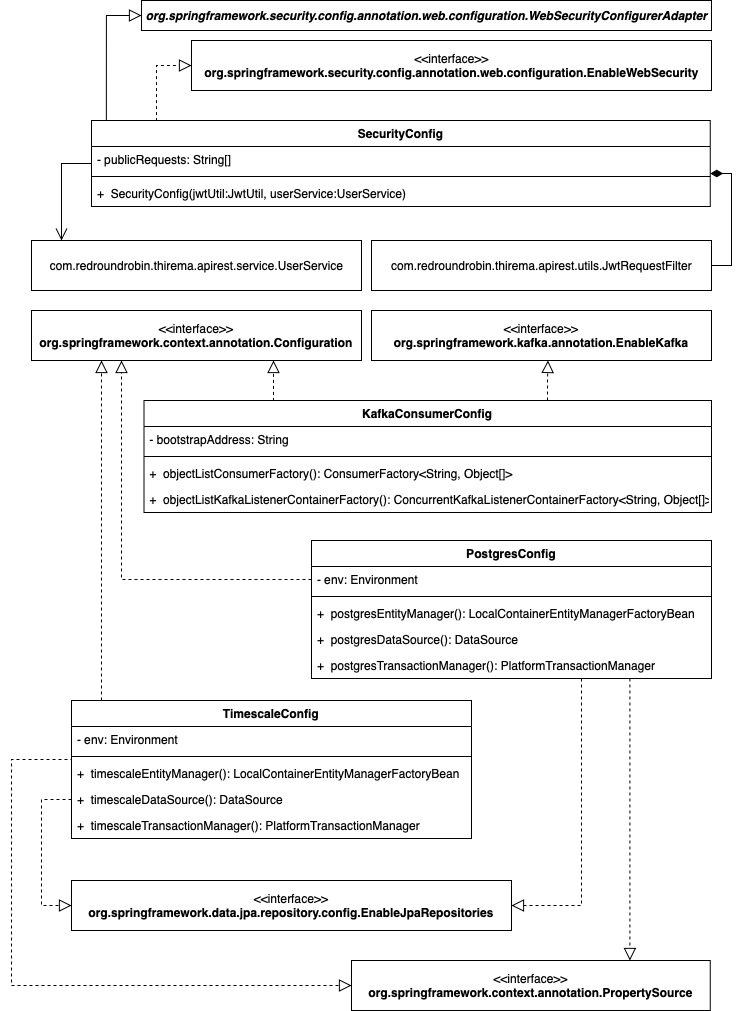 org.springframework.security.config.annotation.web.configuration.WebSecurityConfigurerAdapter
<<interface>>
org.springframework.security.config.annotation.web.configuration.EnableWebSecurity
SecurityConfig
- publicRequests: String[]
+ SecurityConfig(jwtUtil:JwtUtil, userService:UserService)
com.redroundrobin.thirema.apirest.service.UserService
com.redroundrobin.thirema.apirest.utils.JwtRequestFilter
<<interface>>
org.springframework.context.annotation.Configuration
<<interface>>
org.springframework.kafka.annotation.EnableKafka
KafkaConsumerConfig
- bootstrapAddress: String
+ objectListConsumerFactory(): ConsumerFactory<String, Object[]>
+ objectListKafkaListenerContainerFactory(): ConcurrentKafkaListenerContainerFactory<String, Object[]>
PostgresConfig
- env: Environment
+ postgresEntityManager(): LocalContainerEntityManagerFactoryBean
+ postgresDataSource(): DataSource
+ postgresTransactionManager(): PlatformTransactionManager
TimescaleConfig
- env: Environment
+ timescaleEntityManager(): LocalContainerEntityManagerFactoryBean
+ timescaleDataSource(): DataSource
+ timescaleTransactionManager(): PlatformTransactionManager
<<interface>>
org.springframework.data.jpa.repository.config.EnableJpaRepositories
<<interface>>
org.springframework.context.annotation.PropertySource